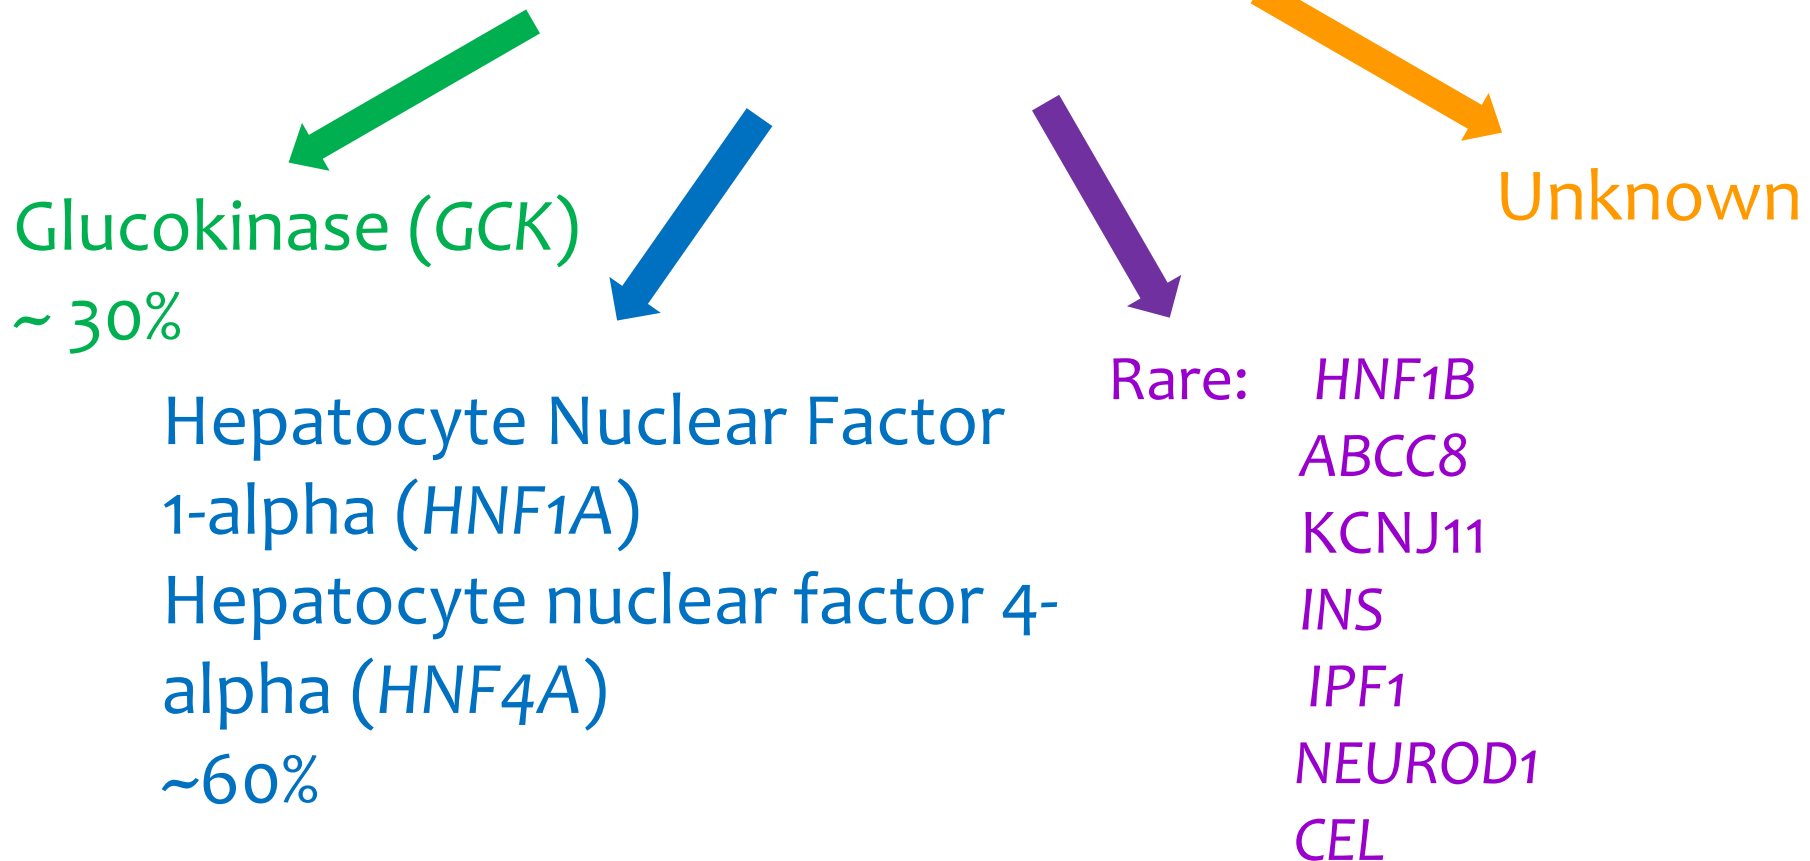 Glucokinase (GCK)
~ 30%
Unknown
Hepatocyte Nuclear Factor
1-alpha (HNF1A)
Hepatocyte nuclear factor 4-
alpha (HNF4A)
~60%
Rare: HNF1B
ABCC8
KCNJ11
INS
IPF1
NEUROD1
CEL